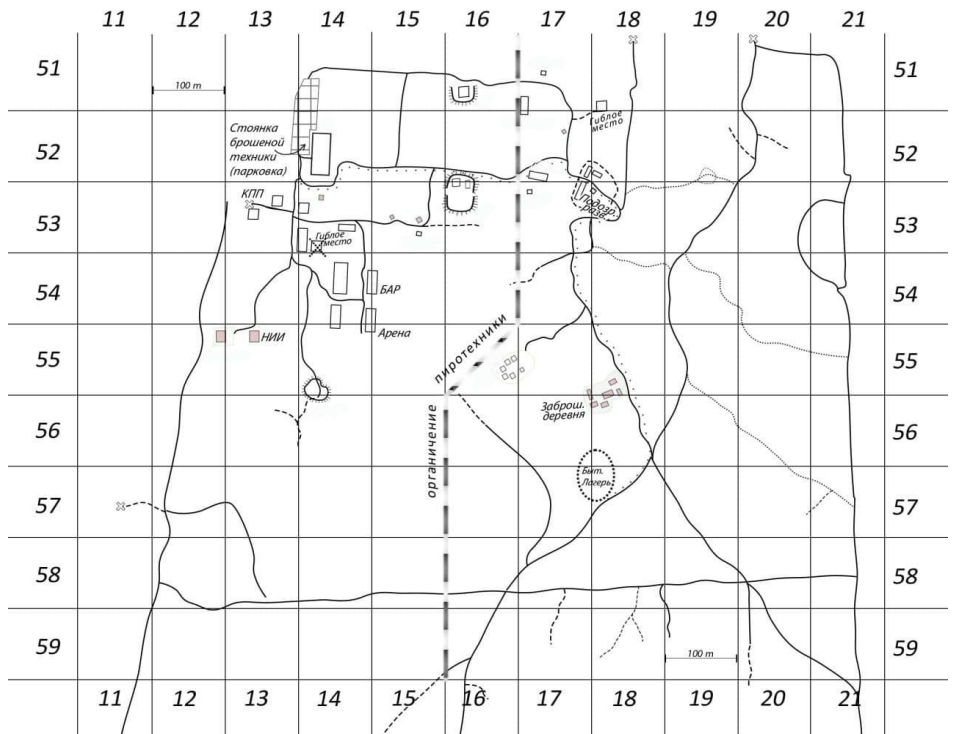 11 12 13 14 15 16 17 18 19 20 21
51 51
100 m
Гиблое
место
Стоянка
брошеной
техники
(парковка)
52 52
КПП
Подозр.
разв.
53 53
Гиблое
место
БАР
54 54
пиротехники
НИИ
Арена
55 55
Заброш.
деревня
органичение
56 56
Быт.
Лагерь
57 57
58 58
59 59
100 m
11 12 13 14 15 16 17 18 19 20 21